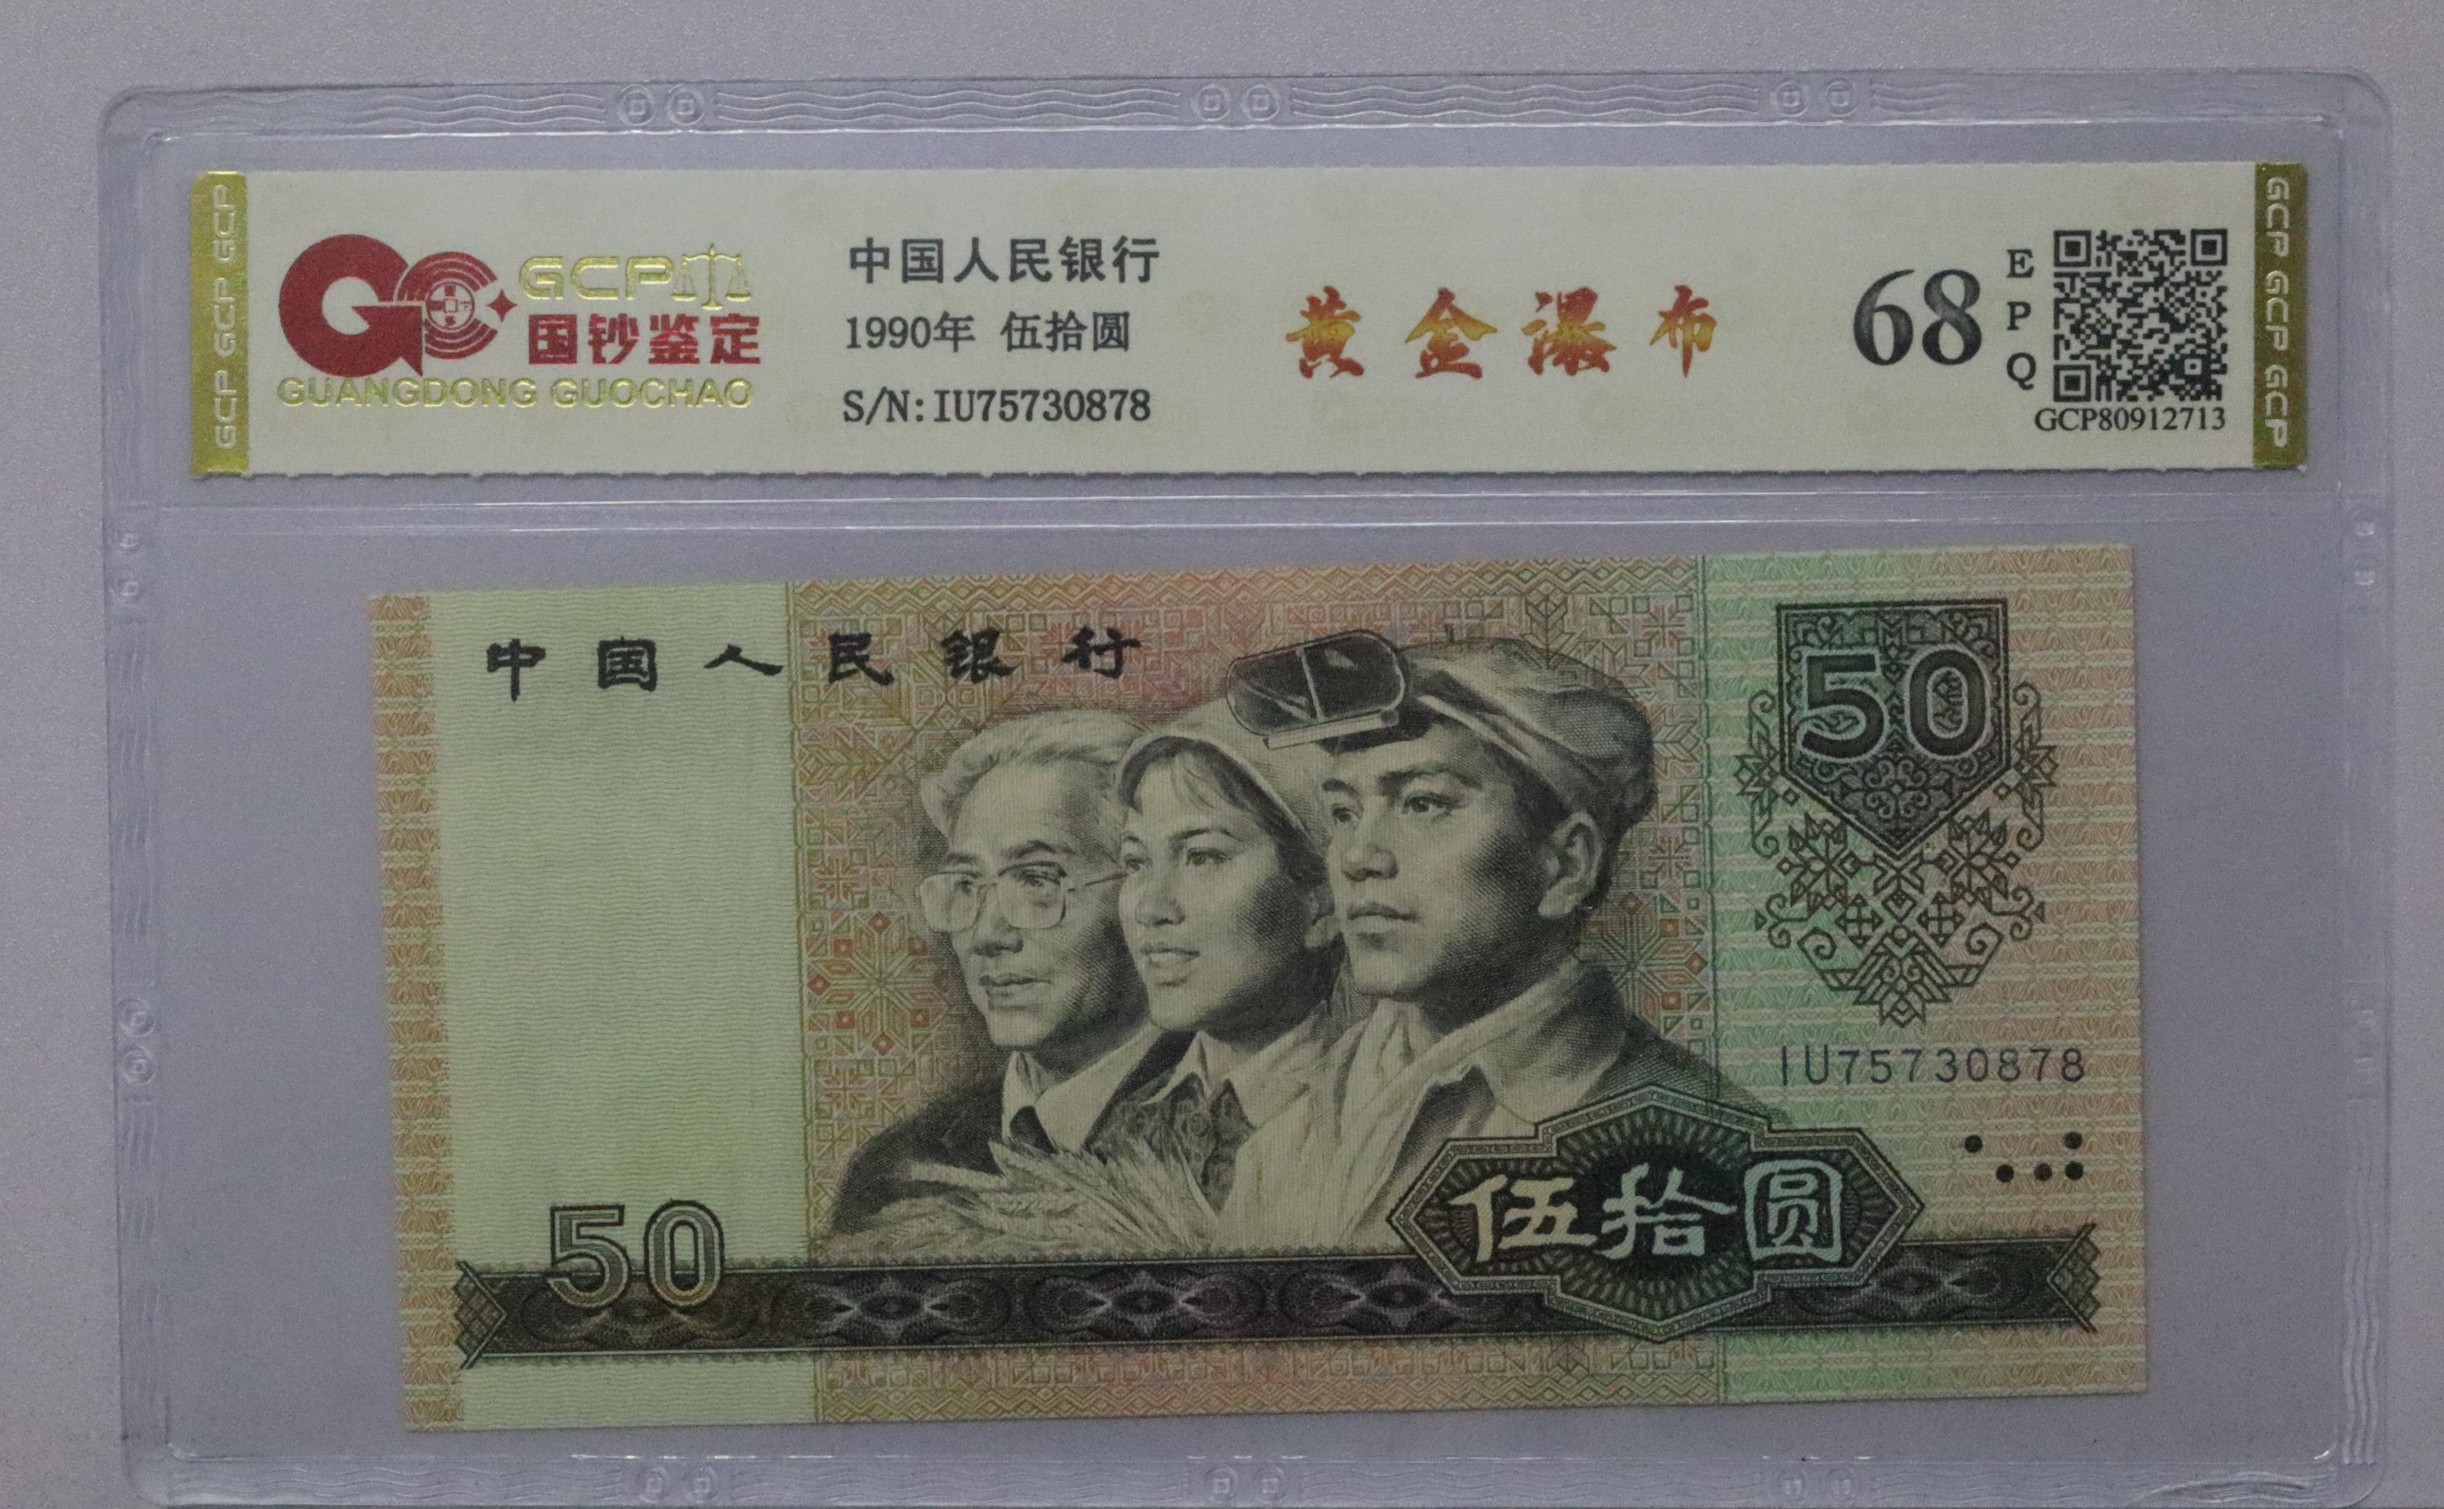 GCP
国钞鉴定
GUANGDONG GUOCHAO
中国人民银行
1990年 伍拾圆
S/N: IU75730878
黄金瀑布
68
EPQ
GCP80912713
GCP GCP GCP
GCP GCP GCP
中国人民银行
50
IU75730878
伍拾圆
50